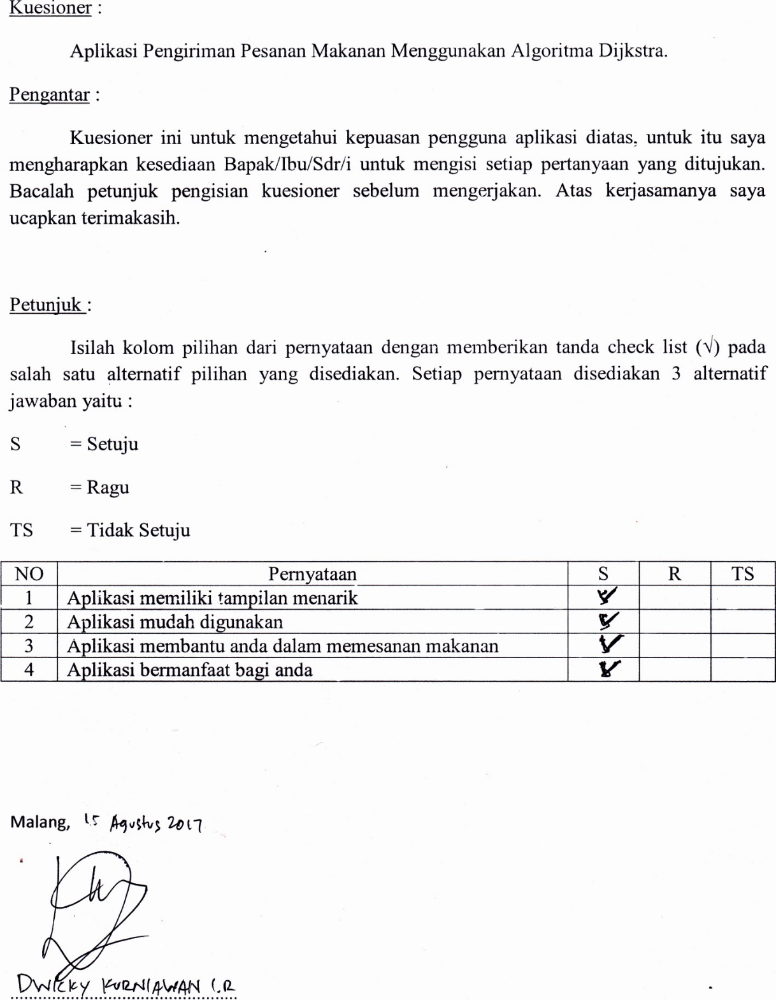 Kuesioner :
Aplikasi Pengiriman Pesanan Makanan Menggunakan Algoritma Dijkstra.
Pengantar :
Kuesioner ini untuk mengetahui kepuasan pengguna aplikasi diatas, untuk itu saya
mengharapkan kesediaan Bapak/Ibu/Sdr/i untuk mengisi setiap pertanyaan yang ditujukan.
Bacalah petunjuk pengisian kuesioner sebelum mengerjakan. Atas kerjasamanya saya
ucapkan terimakasih.
Petunjuk :
Isilah kolom pilihan dari pernyataan dengan memberikan tanda check list (√) pada
salah satu alternatif pilihan yang disediakan. Setiap pernyataan disediakan 3 alternatif
jawaban yaitu :
S = Setuju
R = Ragu
TS = Tidak Setuju
NO Pernyataan S R TS
1 Aplikasi memiliki tampilan menarik ✓
2 Aplikasi mudah digunakan ✓
3 Aplikasi membantu anda dalam memesanan makanan ✓
4 Aplikasi bermanfaat bagi anda ✓
Malang, 15 Agustus 2017
DWICKY KURNIAWAN I.R